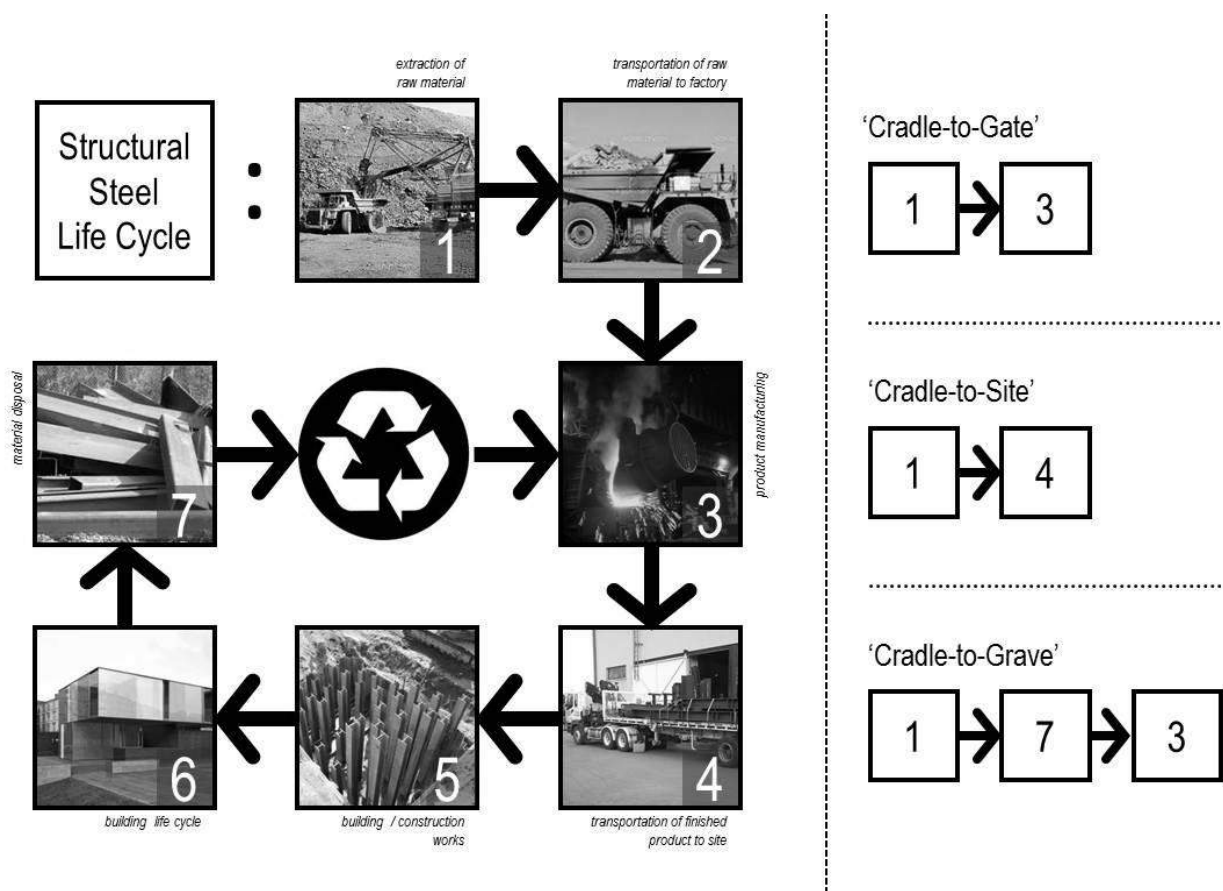 Structural
Steel
Life Cycle
:
extraction of
raw material
1
transportation of raw
material to factory
2
product manufacturing
3
transportation of finished
product to site
4
building / construction
works
5
building life cycle
6
material disposal
7
‘Cradle-to-Gate’
1
3
‘Cradle-to-Site’
1
4
‘Cradle-to-Grave’
1
7
3